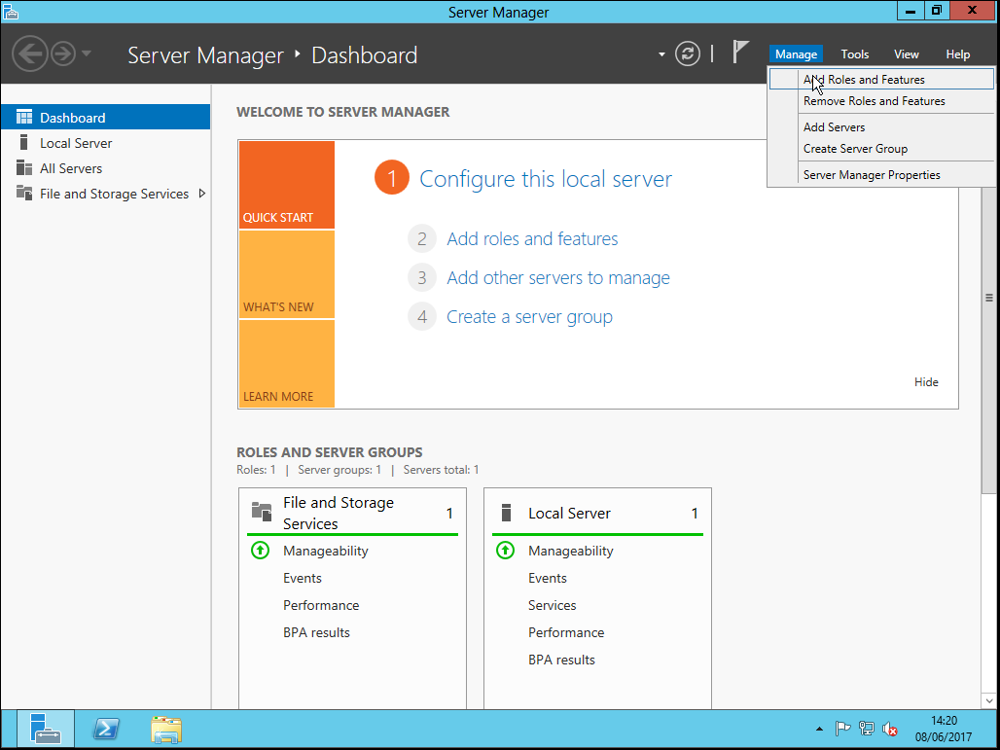 Server Manager
Server Manager ‣ Dashboard
Manage Tools View Help
Add Roles and Features
Remove Roles and Features
Add Servers
Create Server Group
Server Manager Properties
Dashboard
Local Server
All Servers
File and Storage Services
WELCOME TO SERVER MANAGER
QUICK START
WHAT'S NEW
LEARN MORE
1 Configure this local server
2 Add roles and features
3 Add other servers to manage
4 Create a server group
Hide
ROLES AND SERVER GROUPS
Roles: 1 | Server groups: 1 | Servers total: 1
File and Storage
Services
1
Manageability
Events
Performance
BPA results
Local Server 1
Manageability
Events
Services
Performance
BPA results
14:20
08/06/2017